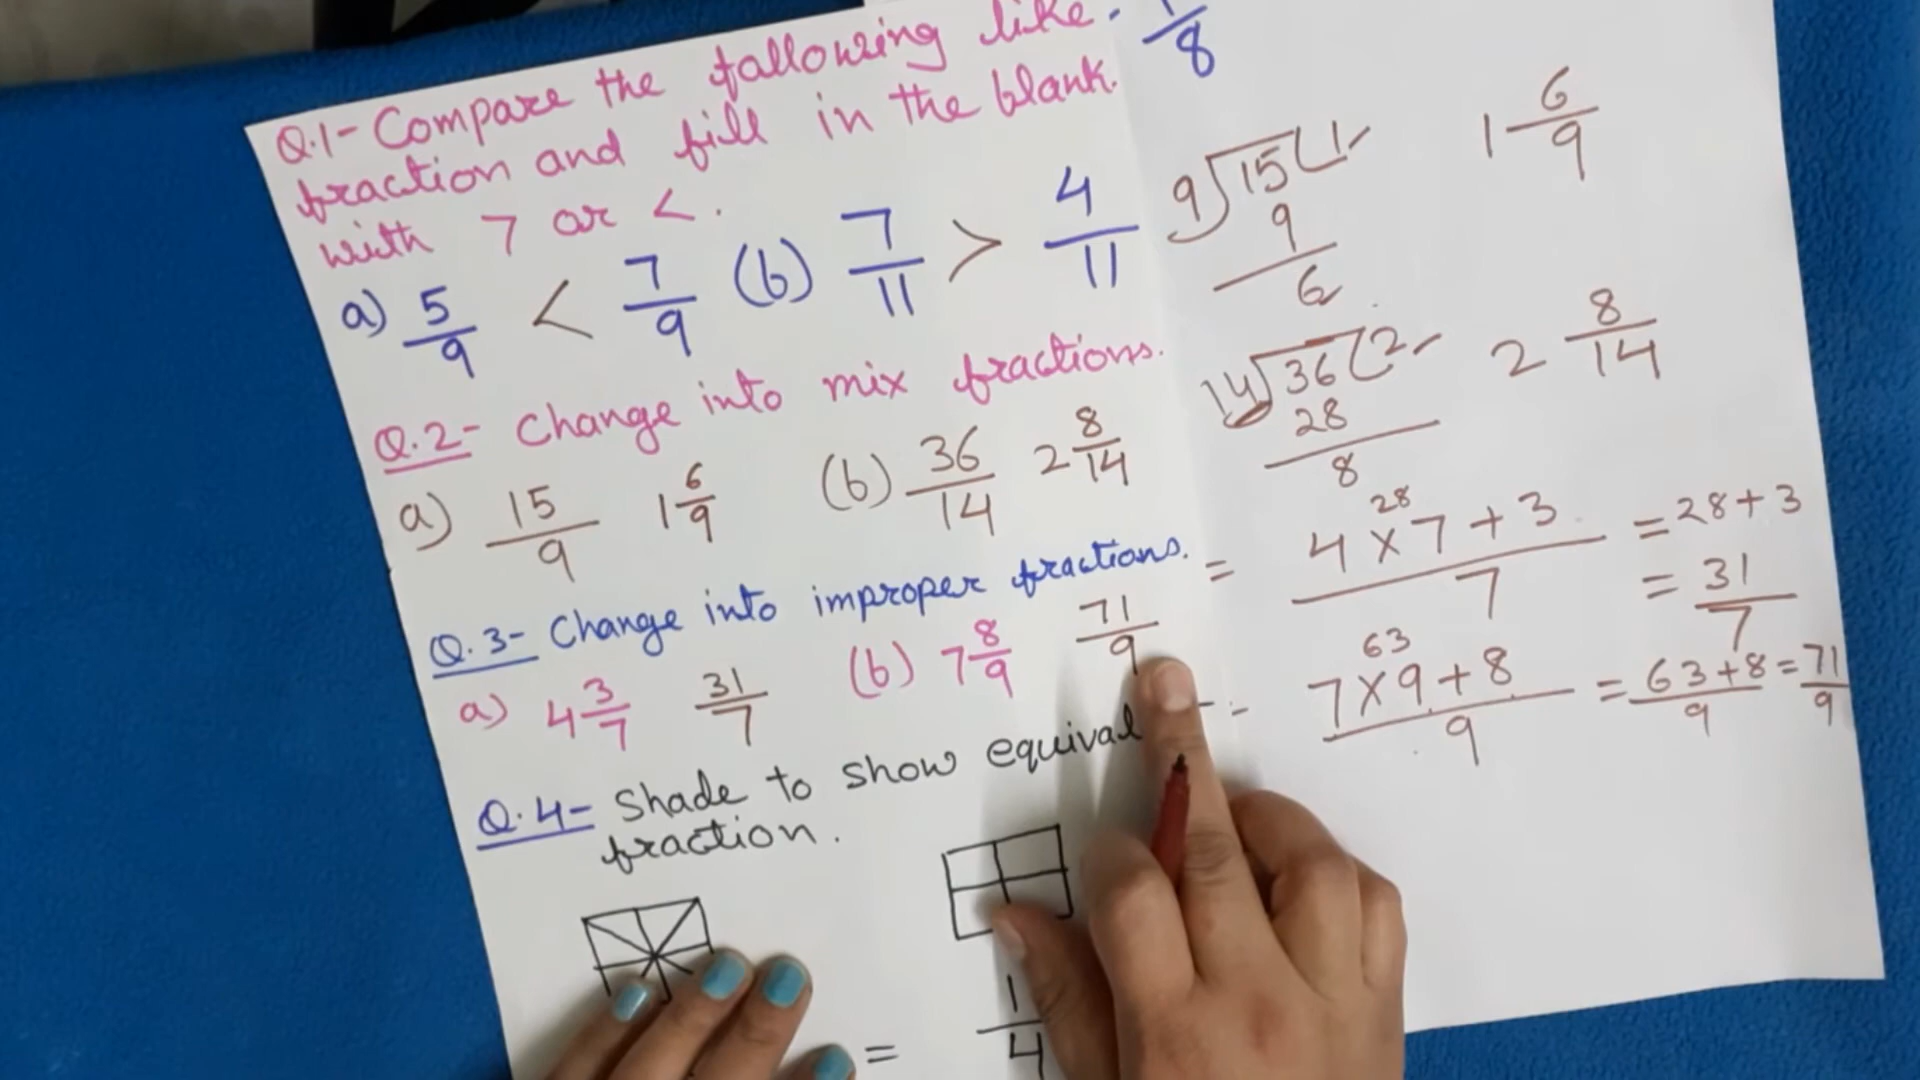 Q.1- Compare the following like.
fraction and fill in the blank.
with 7 or <.
a) 5/9 < 7/9 (b) 7/11 > 4/11
Q.2- Change into mix fractions.
a) 15/9 1 6/9 (b) 36/14 2 8/14
Q.3- Change into improper fractions.
a) 4 3/7 31/7 (b) 7 8/9 71/9
Q.4- Shade to show equival
fraction.
= 1/4
/8
9)15(1
9
6
1 6/9
14)36(2
28
8
2 8/14
28
= 4×7+3/7 = 28+3
= 31/7
63
= 7×9+8/9 = 63+8/9 = 71/9